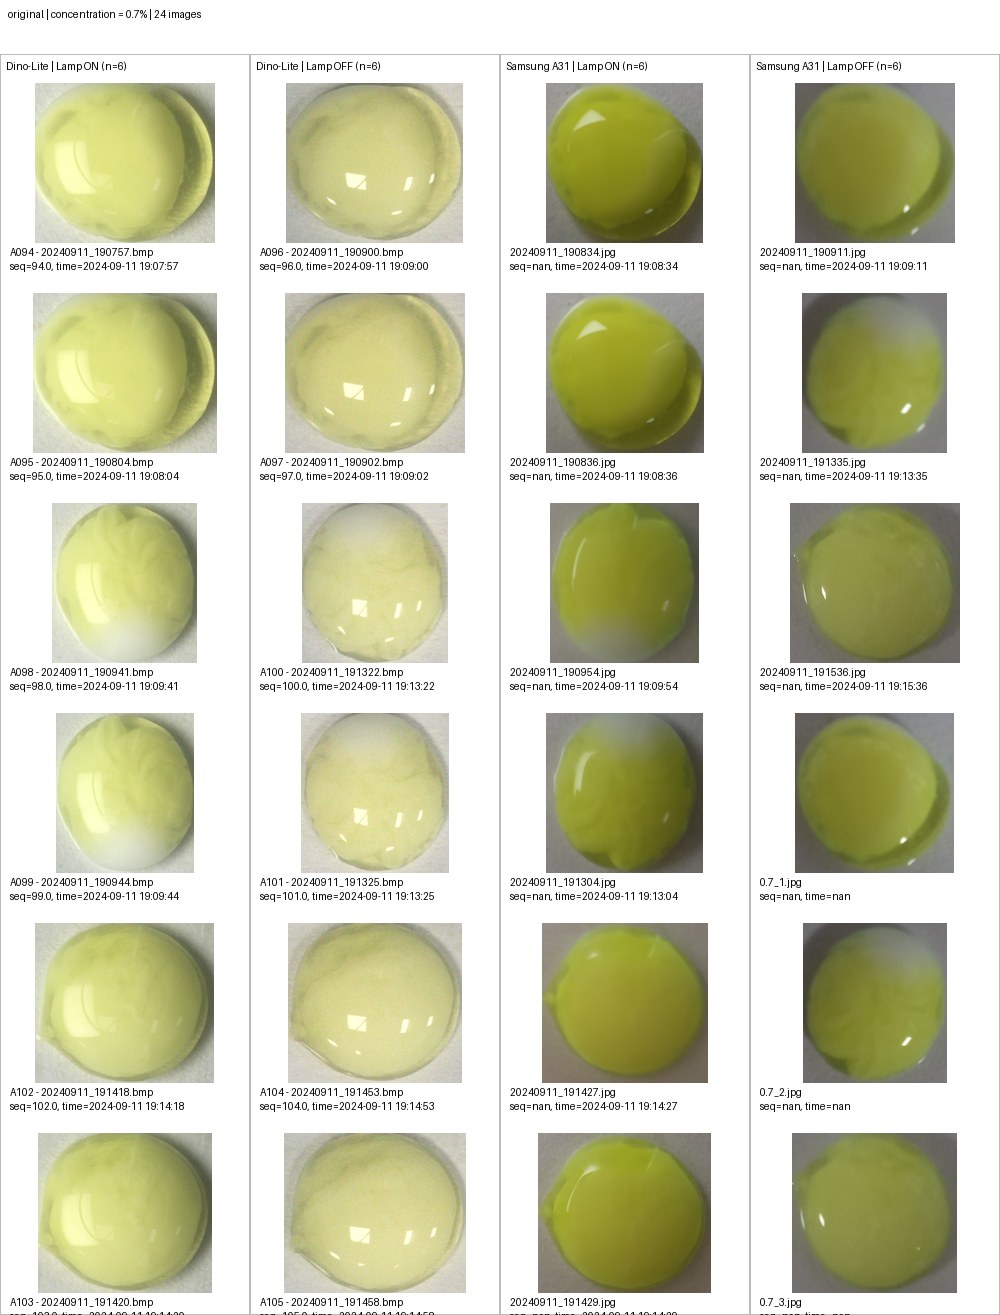 original | concentration = 0.7% | 24 images
Dino-Lite | Lamp ON (n=6)
Dino-Lite | Lamp OFF (n=6)
Samsung A31 | Lamp ON (n=6)
Samsung A31 | Lamp OFF (n=6)
A094 - 20240911_190757.bmp
seq=94.0, time=2024-09-11 19:07:57
A096 - 20240911_190900.bmp
seq=96.0, time=2024-09-11 19:09:00
20240911_190834.jpg
seq=nan, time=2024-09-11 19:08:34
20240911_190911.jpg
seq=nan, time=2024-09-11 19:09:11
A095 - 20240911_190804.bmp
seq=95.0, time=2024-09-11 19:08:04
A097 - 20240911_190902.bmp
seq=97.0, time=2024-09-11 19:09:02
20240911_190836.jpg
seq=nan, time=2024-09-11 19:08:36
20240911_191335.jpg
seq=nan, time=2024-09-11 19:13:35
A098 - 20240911_190941.bmp
seq=98.0, time=2024-09-11 19:09:41
A100 - 20240911_191322.bmp
seq=100.0, time=2024-09-11 19:13:22
20240911_190954.jpg
seq=nan, time=2024-09-11 19:09:54
20240911_191536.jpg
seq=nan, time=2024-09-11 19:15:36
A099 - 20240911_190944.bmp
seq=99.0, time=2024-09-11 19:09:44
A101 - 20240911_191325.bmp
seq=101.0, time=2024-09-11 19:13:25
20240911_191304.jpg
seq=nan, time=2024-09-11 19:13:04
0.7_1.jpg
seq=nan, time=nan
A102 - 20240911_191418.bmp
seq=102.0, time=2024-09-11 19:14:18
A104 - 20240911_191453.bmp
seq=104.0, time=2024-09-11 19:14:53
20240911_191427.jpg
seq=nan, time=2024-09-11 19:14:27
0.7_2.jpg
seq=nan, time=nan
A103 - 20240911_191420.bmp
A105 - 20240911_191458.bmp
20240911_191429.jpg
0.7_3.jpg